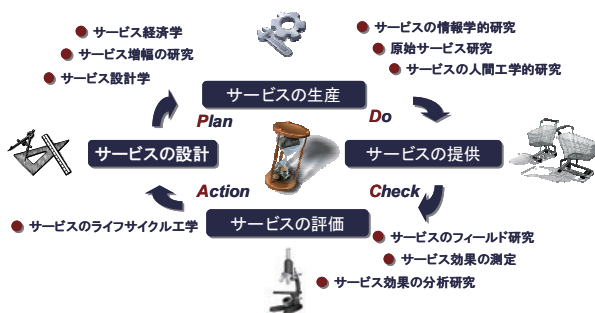 サービス経済学
サービス増幅の研究
サービス設計学
サービスの情報学的研究
原始サービス研究
サービスの人間工学的研究
サービスの生産
Plan
Do
サービスの設計
サービスの提供
Action
Check
サービスの評価
サービスのライフサイクル工学
サービスのフィールド研究
サービス効果の測定
サービス効果の分析研究